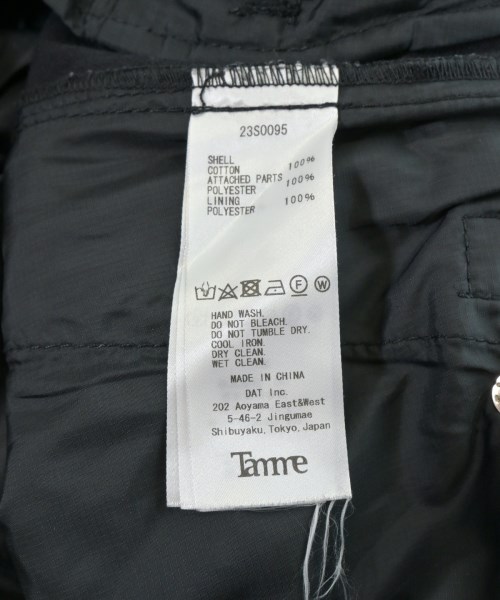 23S0095
SHELL
COTTON 100%
ATTACHED PARTS
POLYESTER 100%
LINING
POLYESTER 100%
F W
HAND WASH.
DO NOT BLEACH.
DO NOT TUMBLE DRY.
COOL IRON.
DRY CLEAN.
WET CLEAN.
MADE IN CHINA
DAT Inc.
202 Aoyama East&West
5-46-2 Jingumae
Shibuyaku, Tokyo, Japan
Tamme